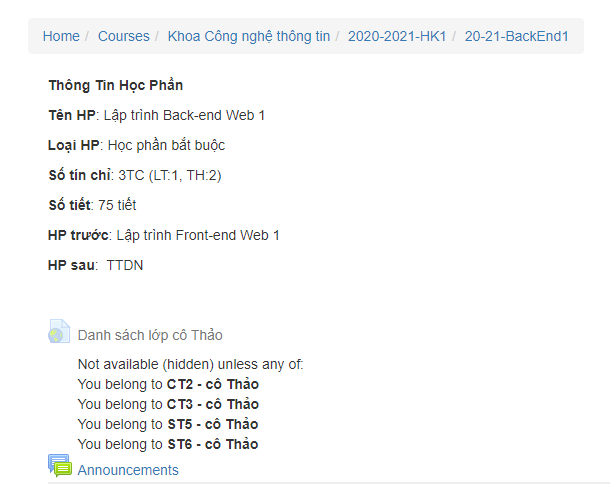 Home / Courses / Khoa Công nghệ thông tin / 2020-2021-HK1 / 20-21-BackEnd1
Thông Tin Học Phần
Tên HP: Lập trình Back-end Web 1
Loại HP: Học phần bắt buộc
Số tín chỉ: 3TC (LT:1, TH:2)
Số tiết: 75 tiết
HP trước: Lập trình Front-end Web 1
HP sau: TTDN
Danh sách lớp cô Thảo
Not available (hidden) unless any of:
You belong to CT2 - cô Thảo
You belong to CT3 - cô Thảo
You belong to ST5 - cô Thảo
You belong to ST6 - cô Thảo
Announcements